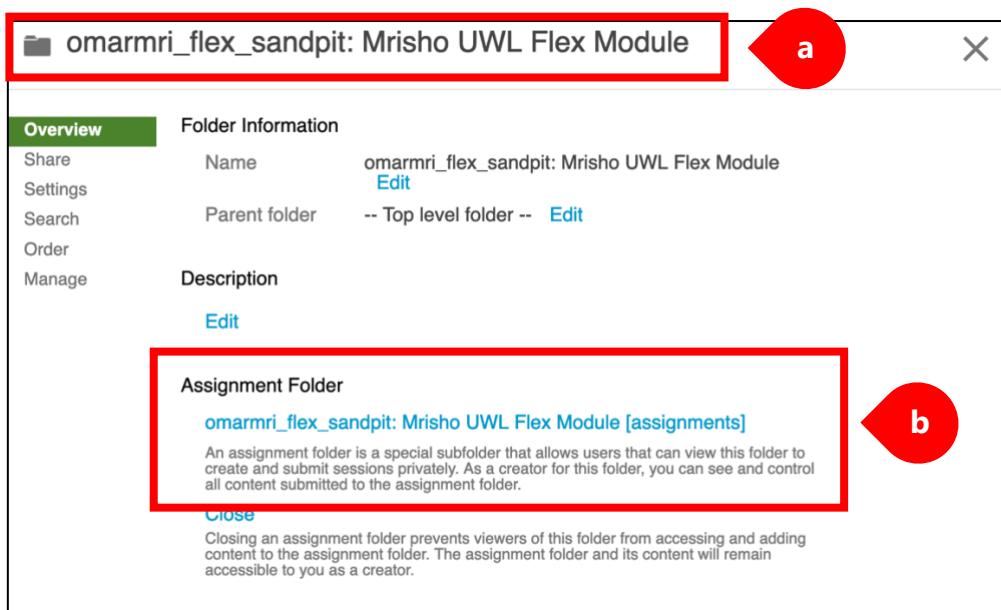 omarmri_flex_sandpit: Mrisho UWL Flex Module
a
Overview
Share
Settings
Search
Order
Manage
Folder Information
Name omarmri_flex_sandpit: Mrisho UWL Flex Module
Edit
Parent folder -- Top level folder -- Edit
Description
Edit
Assignment Folder
omarmri_flex_sandpit: Mrisho UWL Flex Module [assignments]
An assignment folder is a special subfolder that allows users that can view this folder to
create and submit sessions privately. As a creator for this folder, you can see and control
all content submitted to the assignment folder.
b
Close
Closing an assignment folder prevents viewers of this folder from accessing and adding
content to the assignment folder. The assignment folder and its content will remain
accessible to you as a creator.